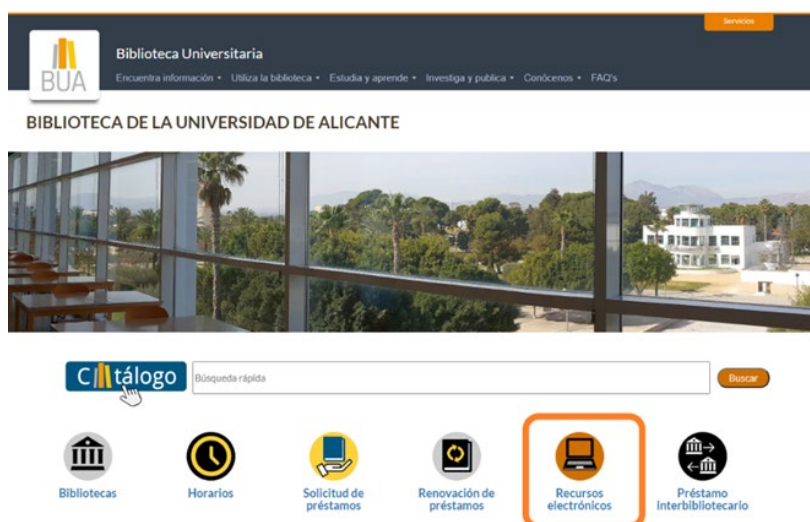 Servicios
BUA
Biblioteca Universitaria
Encuentra información Utiliza la biblioteca Estudia y aprende Investiga y publica Conócenos FAQ's
BIBLIOTECA DE LA UNIVERSIDAD DE ALICANTE
Catálogo Búsqueda rápida Buscar
Bibliotecas Horarios Solicitud de préstamos Renovación de préstamos Recursos electrónicos Préstamo interbibliotecario